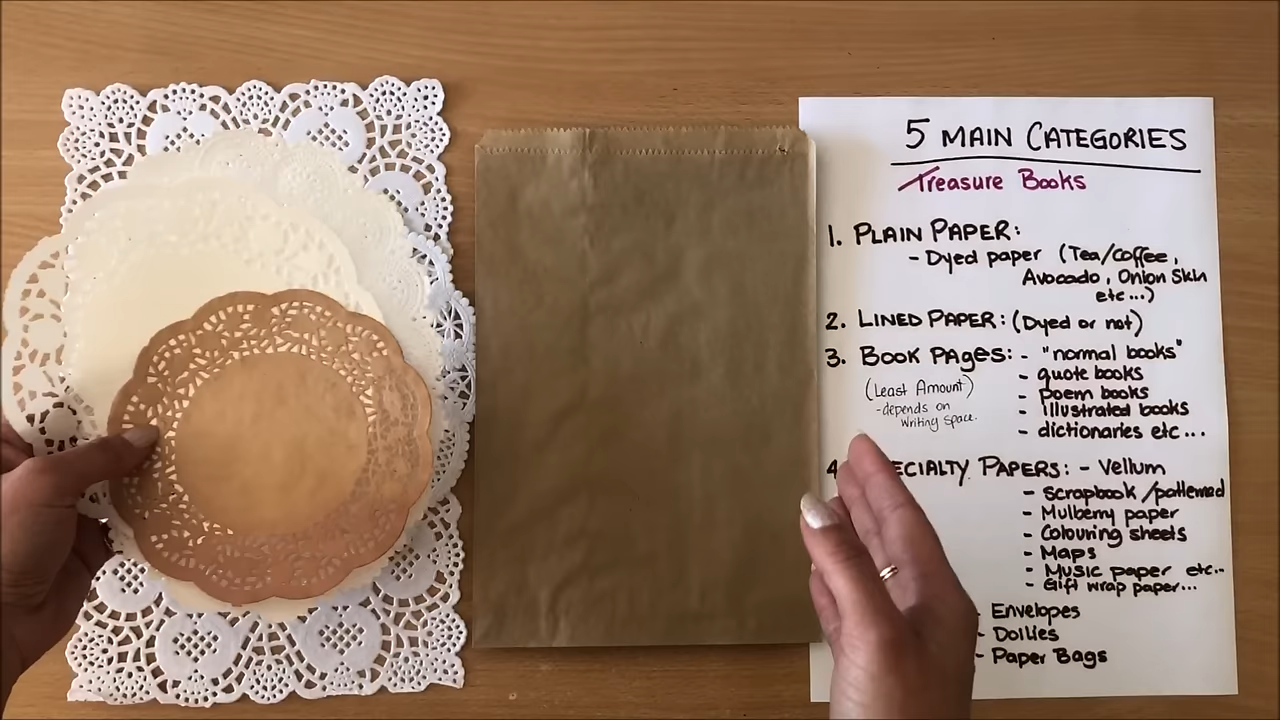 5 MAIN CATEGORIES
Treasure Books
1. PLAIN PAPER:
- Dyed paper (Tea/Coffee,
Avocado, Onion Skin
etc...)
2. LINED PAPER: (Dyed or not)
3. BOOK PAGES: - "normal books"
- quote books
(Least Amount)
- poem books
- depends on
- illustrated books
Writing Space.
- dictionaries etc...
4 ECIALTY PAPERS: - Vellum
- Scrapbook/patterned
- Mulberry paper
- Colouring sheets
- Maps
- Music paper etc..
- Gift wrap paper...
- Envelopes
- Doilies
- Paper Bags